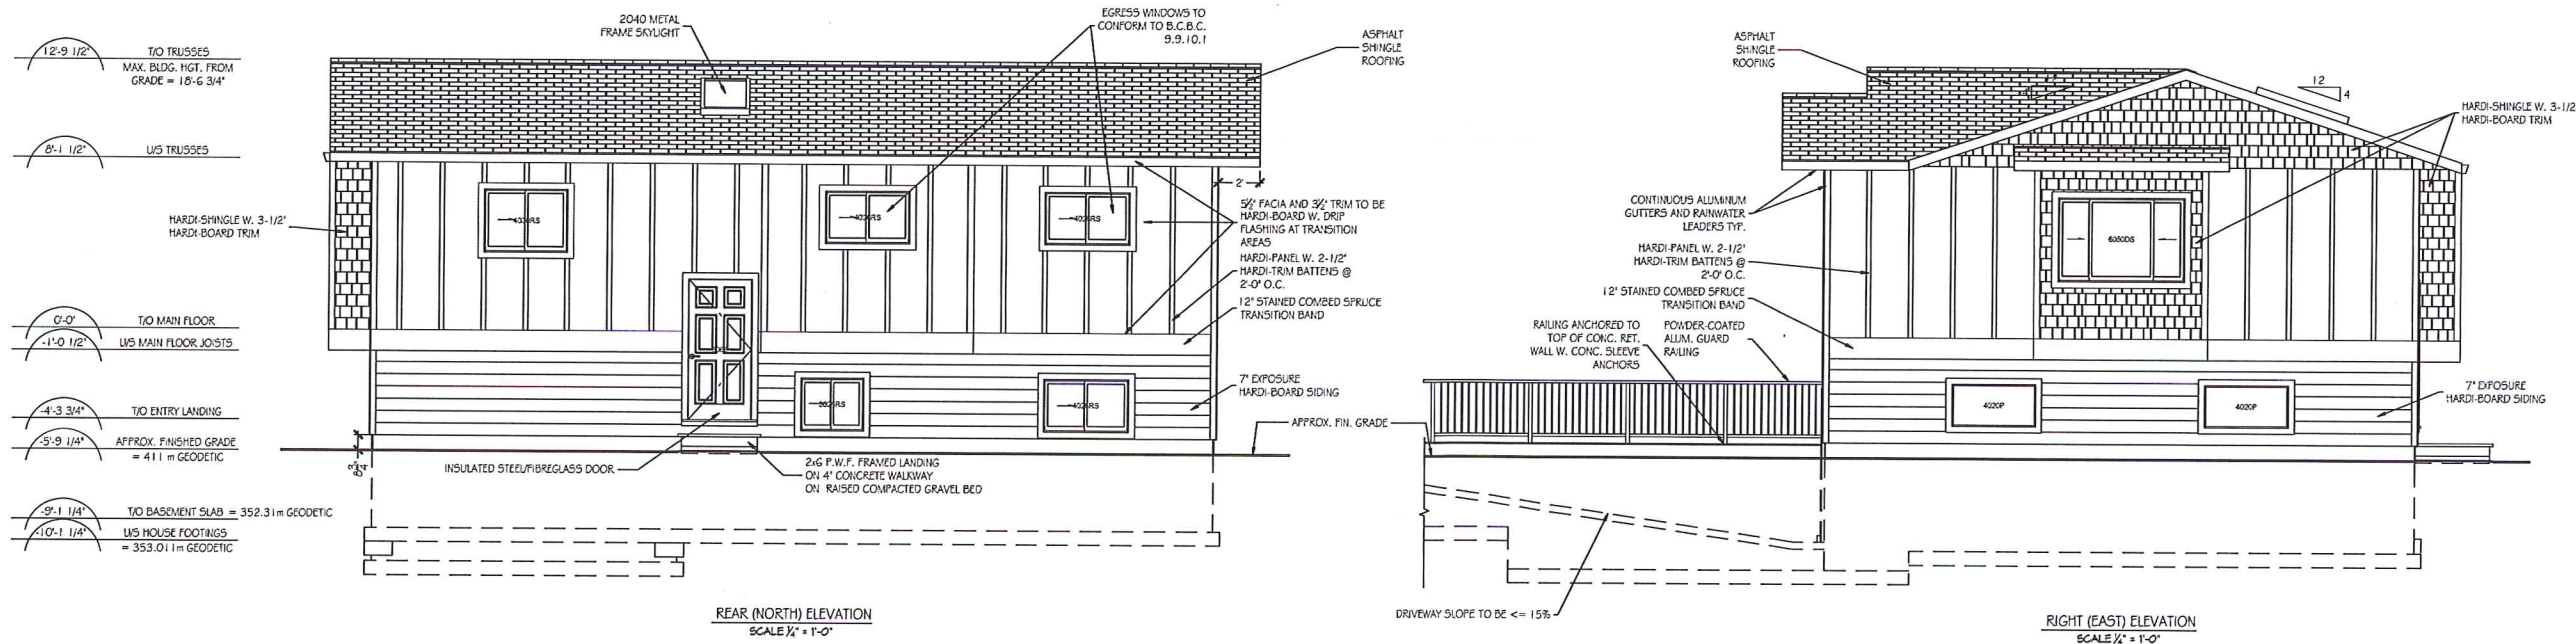 12'-9 1/2"
T/O TRUSSES
MAX. BLDG. HGT. FROM
GRADE = 18'-6 3/4"
8'-1 1/2"
U/S TRUSSES
HARDI-SHINGLE W. 3-1/2"
HARDI-BOARD TRIM
0'-0"
T/O MAIN FLOOR
-1'-0 1/2"
U/S MAIN FLOOR JOISTS
-4'-3 3/4"
T/O ENTRY LANDING
-5'-9 1/4"
APPROX. FINISHED GRADE
= 411 m GEODETIC
8 3/4"
-9'-1 1/4"
T/O BASEMENT SLAB = 352.31m GEODETIC
-10'-1 1/4"
U/S HOUSE FOOTINGS
= 353.011m GEODETIC
2040 METAL
FRAME SKYLIGHT
EGRESS WINDOWS TO
CONFORM TO B.C.B.C.
9.9.10.1
ASPHALT
SHINGLE
ROOFING
2'
5½" FACIA AND 3½" TRIM TO BE
HARDI-BOARD W. DRIP
FLASHING AT TRANSITION
AREAS
HARDI-PANEL W. 2-1/2"
HARDI-TRIM BATTENS @
2'-0" O.C.
12" STAINED COMBED SPRUCE
TRANSITION BAND
7" EXPOSURE
HARDI-BOARD SIDING
APPROX. FIN. GRADE
INSULATED STEEL/FIBREGLASS DOOR
2x6 P.W.F. FRAMED LANDING
ON 4" CONCRETE WALKWAY
ON RAISED COMPACTED GRAVEL BED
REAR (NORTH) ELEVATION
SCALE ¼" = 1'-0"
ASPHALT
SHINGLE
ROOFING
12
4
HARDI-SHINGLE W. 3-1/2
HARDI-BOARD TRIM
CONTINUOUS ALUMINUM
GUTTERS AND RAINWATER
LEADERS TYP.
HARDI-PANEL W. 2-1/2"
HARDI-TRIM BATTENS @
2'-0" O.C.
12" STAINED COMBED SPRUCE
TRANSITION BAND
6050DS
RAILING ANCHORED TO
TOP OF CONC. RET.
WALL W. CONC. SLEEVE
ANCHORS
POWDER-COATED
ALUM. GUARD
RAILING
4020P
4020P
7" EXPOSURE
HARDI-BOARD SIDING
DRIVEWAY SLOPE TO BE <= 15%
RIGHT (EAST) ELEVATION
SCALE ¼" = 1'-0"